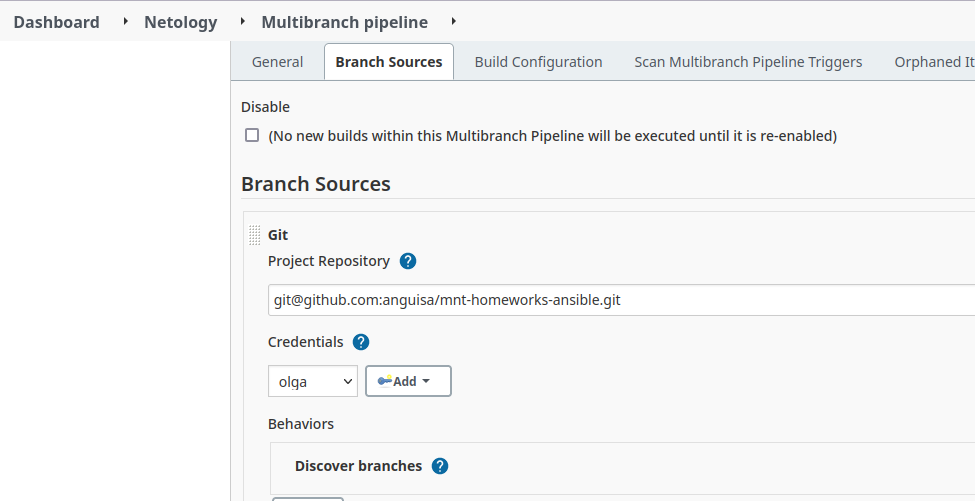 Dashboard Netology Multibranch pipeline
General Branch Sources Build Configuration Scan Multibranch Pipeline Triggers Orphaned It
Disable
(No new builds within this Multibranch Pipeline will be executed until it is re-enabled)
Branch Sources
Git
Project Repository ?
git@github.com:anguisa/mnt-homeworks-ansible.git
Credentials ?
olga Add
Behaviors
Discover branches ?